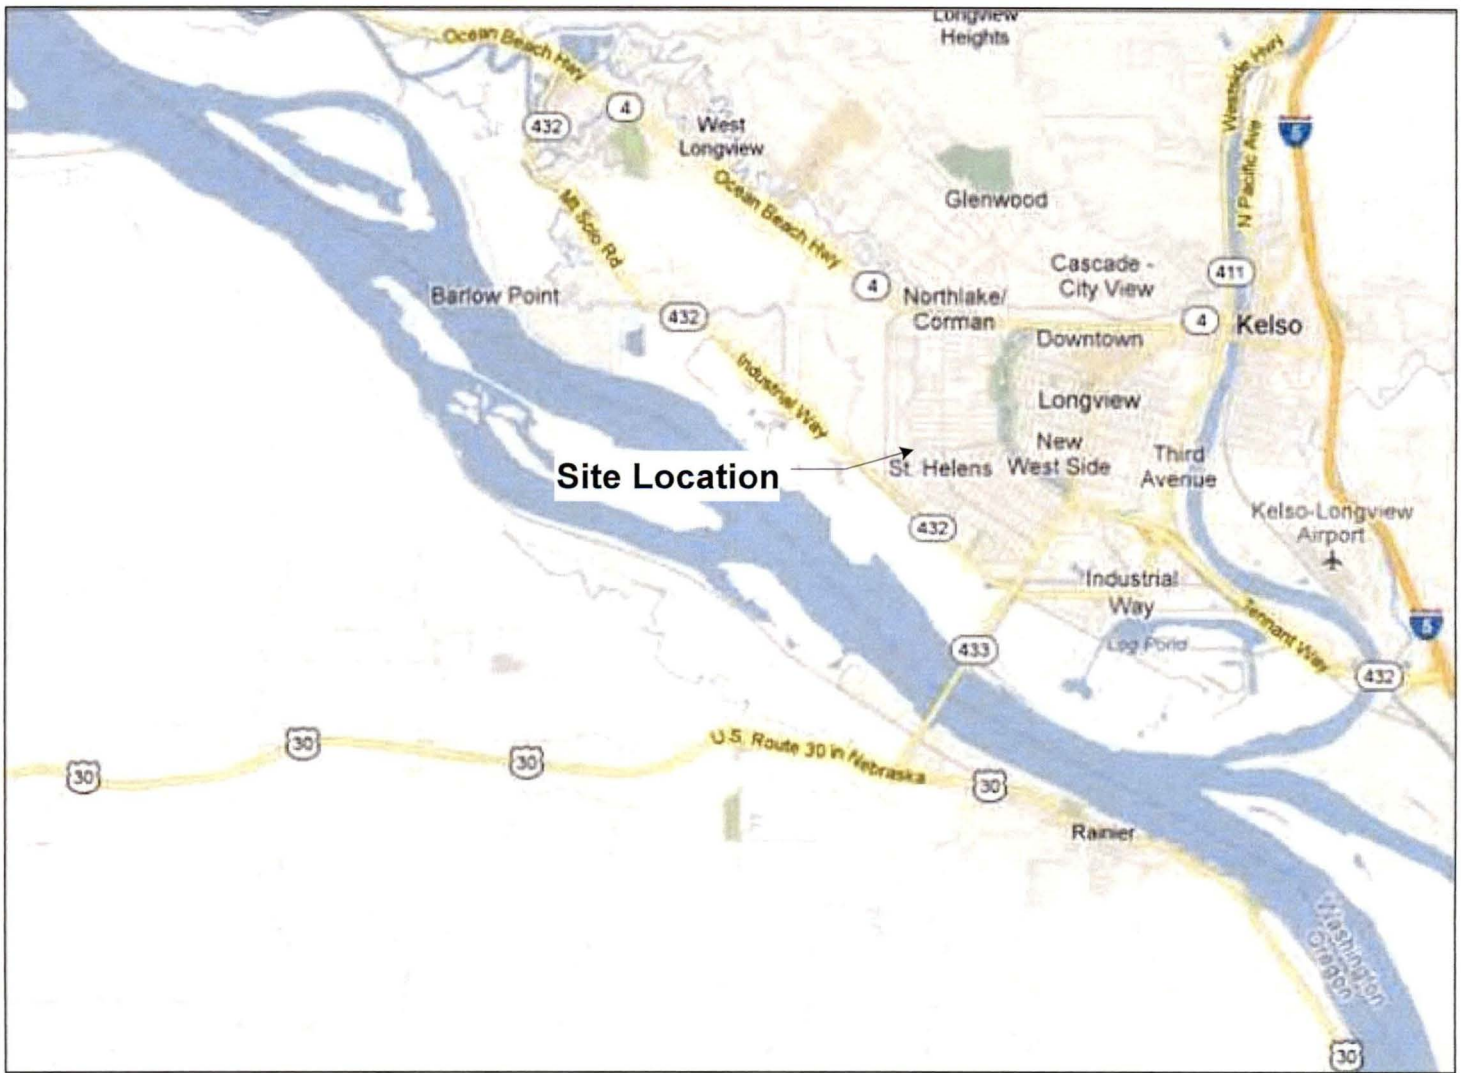 Longview
Heights
Ocean Beach Hwy
4
432
West
Longview
Westside Hwy
5
N Pacific Ave
Glenwood
Mt Solo Rd
Ocean Beach Hwy
Cascade -
City View
411
4
Barlow Point
Northlake/
Corman
432
4
Kelso
Downtown
Industrial Way
Longview
New
West Side
Third
Avenue
Site Location
St. Helens
432
Kelso-Longview
Airport
Industrial
Way
Tennant Way
5
Log Pond
433
432
30
30
30
U.S. Route 30 in Nebraska
30
Rainier
Washington
Oregon
30